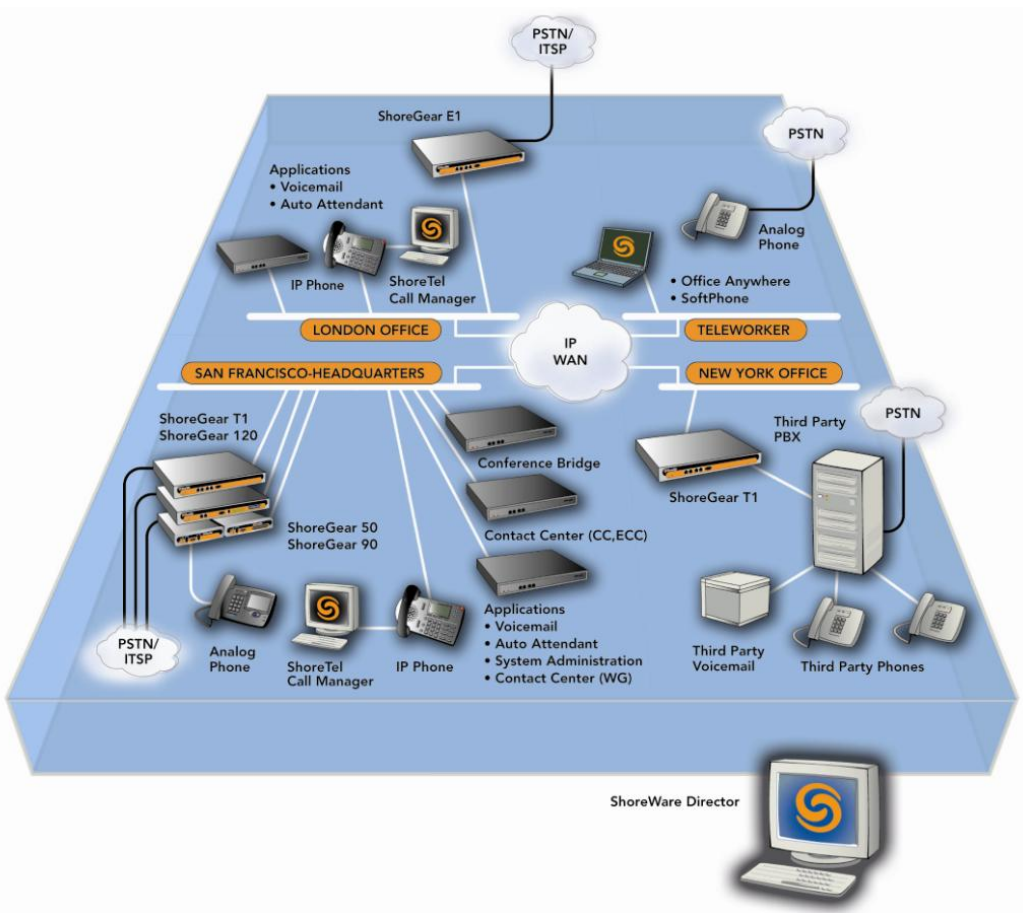 PSTN/
ITSP
ShoreGear E1
PSTN
Applications
• Voicemail
• Auto Attendant
Analog
Phone
IP Phone
ShoreTel
Call Manager
• Office Anywhere
• SoftPhone
LONDON OFFICE
IP
WAN
TELEWORKER
SAN FRANCISCO-HEADQUARTERS
NEW YORK OFFICE
ShoreGear T1
ShoreGear 120
Third Party
PBX
PSTN
Conference Bridge
ShoreGear T1
ShoreGear 50
ShoreGear 90
Contact Center (CC,ECC)
PSTN/
ITSP
Analog
Phone
ShoreTel
Call Manager
IP Phone
Applications
• Voicemail
• Auto Attendant
• System Administration
• Contact Center (WG)
Third Party
Voicemail
Third Party Phones
ShoreWare Director